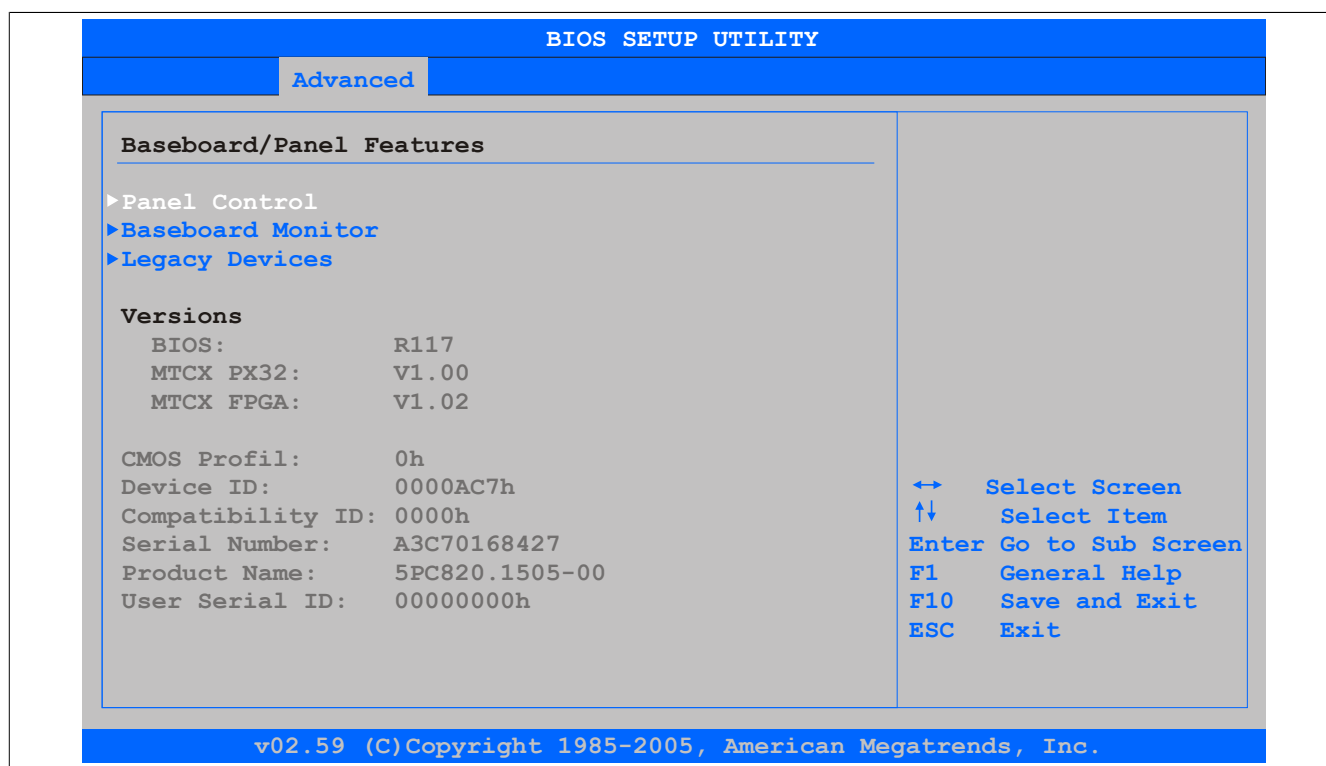 BIOS SETUP UTILITY
Advanced
Baseboard/Panel Features
▶Panel Control
▶Baseboard Monitor
▶Legacy Devices
Versions
BIOS: R117
MTCX PX32: V1.00
MTCX FPGA: V1.02
CMOS Profil: 0h
Device ID: 0000AC7h
Compatibility ID: 0000h
Serial Number: A3C70168427
Product Name: 5PC820.1505-00
User Serial ID: 00000000h
↔ Select Screen
↑↓ Select Item
Enter Go to Sub Screen
F1 General Help
F10 Save and Exit
ESC Exit
v02.59 (C)Copyright 1985-2005, American Megatrends, Inc.